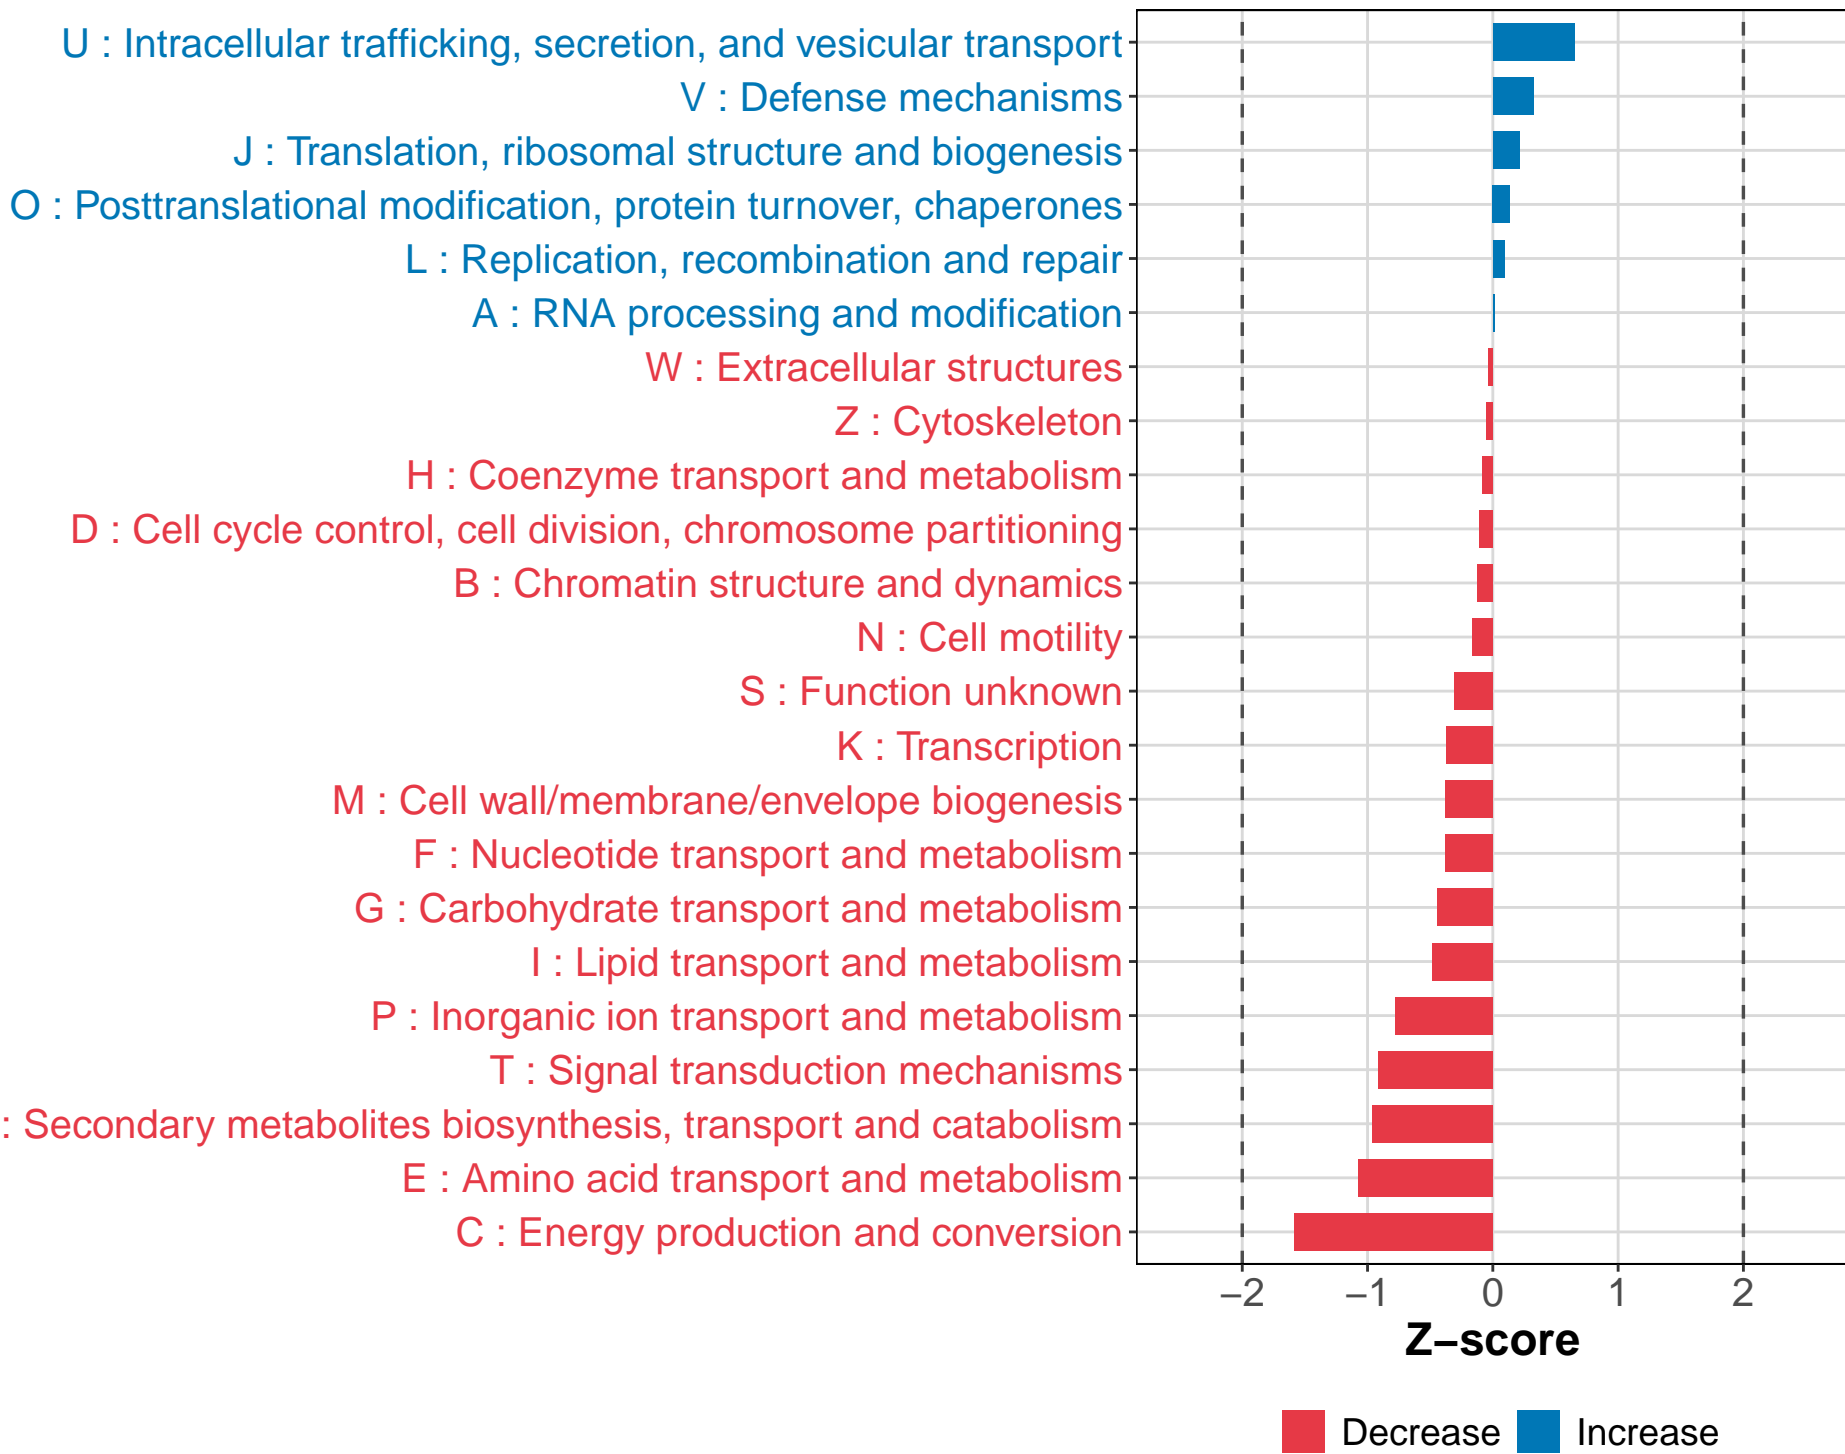 U : Intracellular trafficking, secretion, and vesicular transport
V : Defense mechanisms
J : Translation, ribosomal structure and biogenesis
O : Posttranslational modification, protein turnover, chaperones
L : Replication, recombination and repair
A : RNA processing and modification
W : Extracellular structures
Z : Cytoskeleton
H : Coenzyme transport and metabolism
D : Cell cycle control, cell division, chromosome partitioning
B : Chromatin structure and dynamics
N : Cell motility
S : Function unknown
K : Transcription
M : Cell wall/membrane/envelope biogenesis
F : Nucleotide transport and metabolism
G : Carbohydrate transport and metabolism
I : Lipid transport and metabolism
P : Inorganic ion transport and metabolism
T : Signal transduction mechanisms
: Secondary metabolites biosynthesis, transport and catabolism
E : Amino acid transport and metabolism
C : Energy production and conversion
−2 −1 0 1 2
Z−score
Decrease Increase